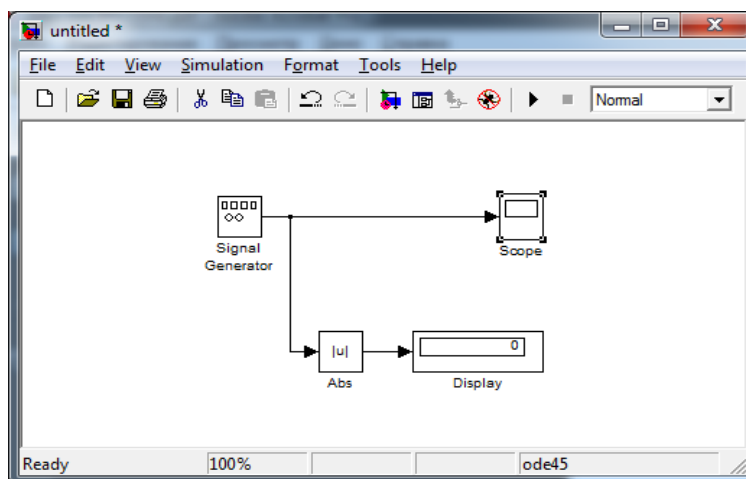 untitled *
File Edit View Simulation Format Tools Help
Normal
Signal
Generator
Scope
|u|
Abs
0
Display
Ready 100% ode45